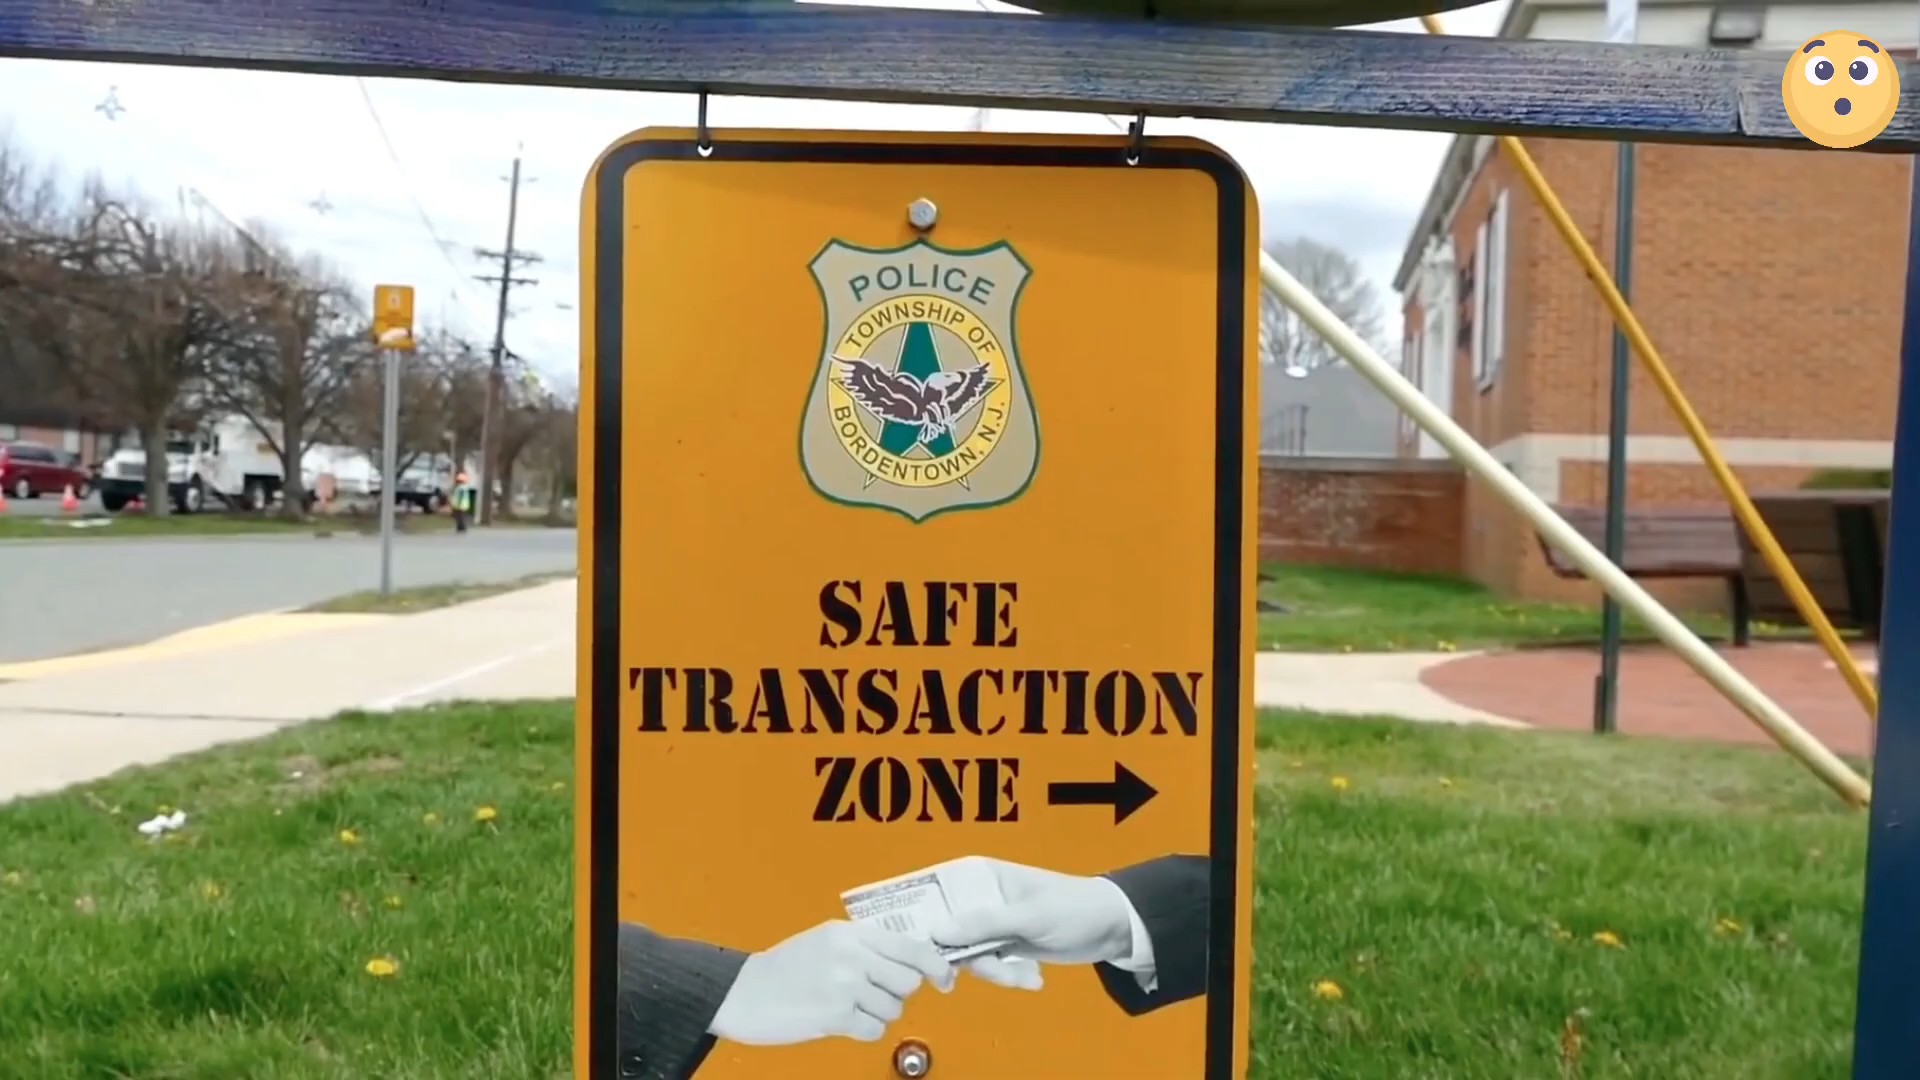 POLICE
TOWNSHIP OF
BORDENTOWN, N.J.
SAFE
TRANSACTION
ZONE